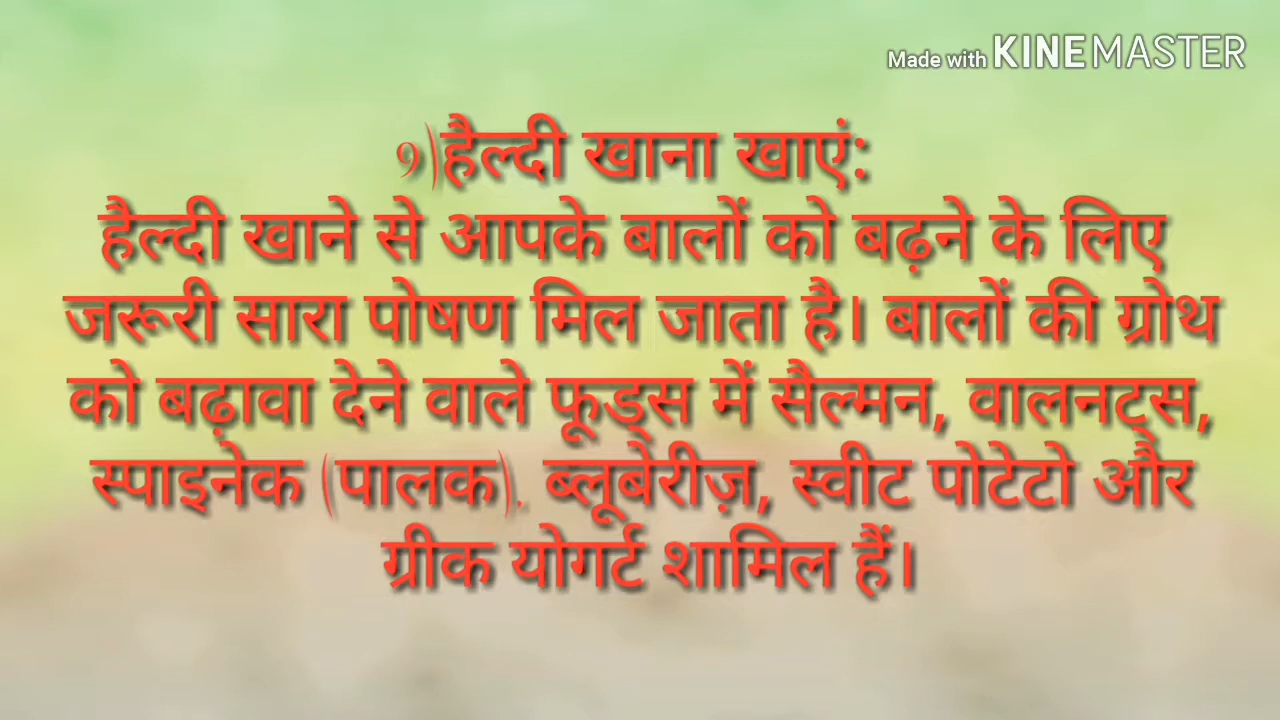 Made with KINEMASTER
9)हैल्दी खाना खाएं:
हैल्दी खाने से आपके बालों को बढ़ने के लिए
जरूरी सारा पोषण मिल जाता है। बालों की ग्रोथ
को बढ़ावा देने वाले फूड्स में सैल्मन, वालनट्स,
स्पाइनेक (पालक), ब्लूबेरीज़, स्वीट पोटेटो और
ग्रीक योगर्ट शामिल हैं।